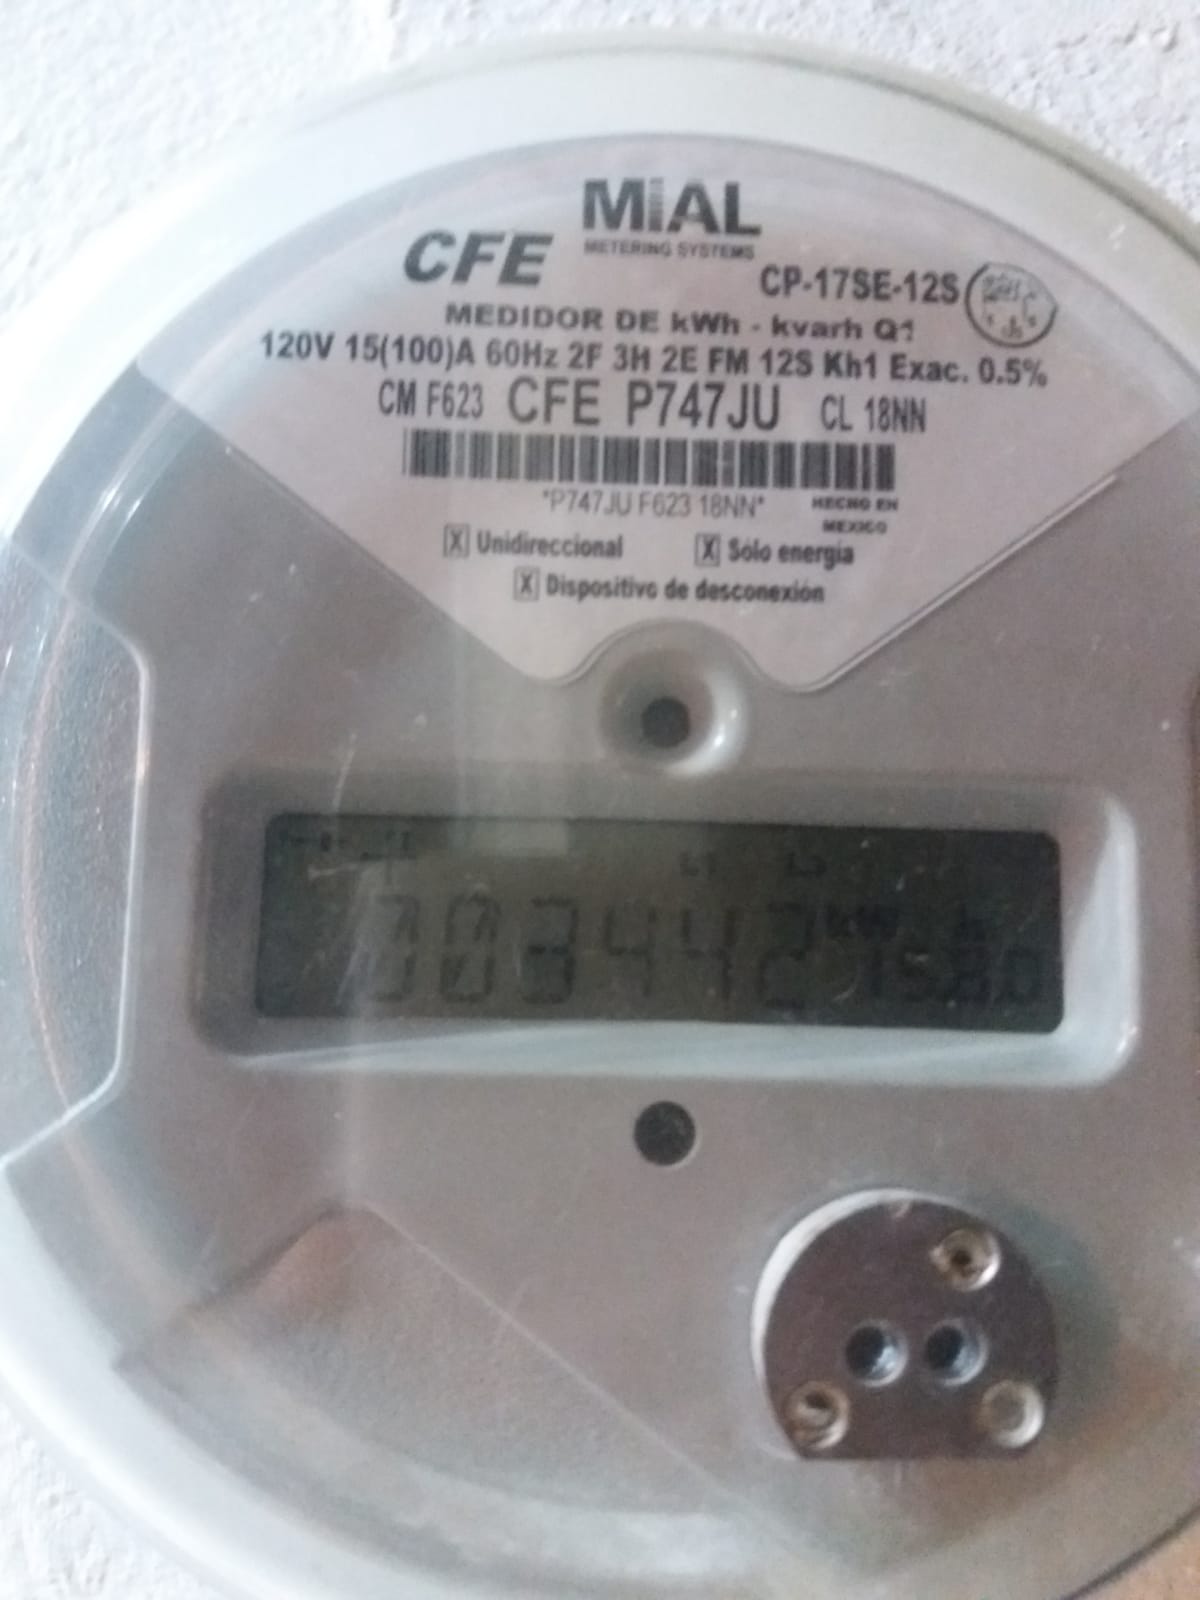 MIAL
METERING SYSTEMS
CFE
CP-17SE-12S
MEDIDOR DE kWh - kvarh Q1
120V 15(100)A 60Hz 2F 3H 2E FM 12S Kh1 Exac. 0.5%
CM F623 CFE P747JU CL 18NN
*P747JU F623 18NN*
HECHO EN
MEXICO
X Unidireccional X Sólo energía
X Dispositivo de desconexión
03442